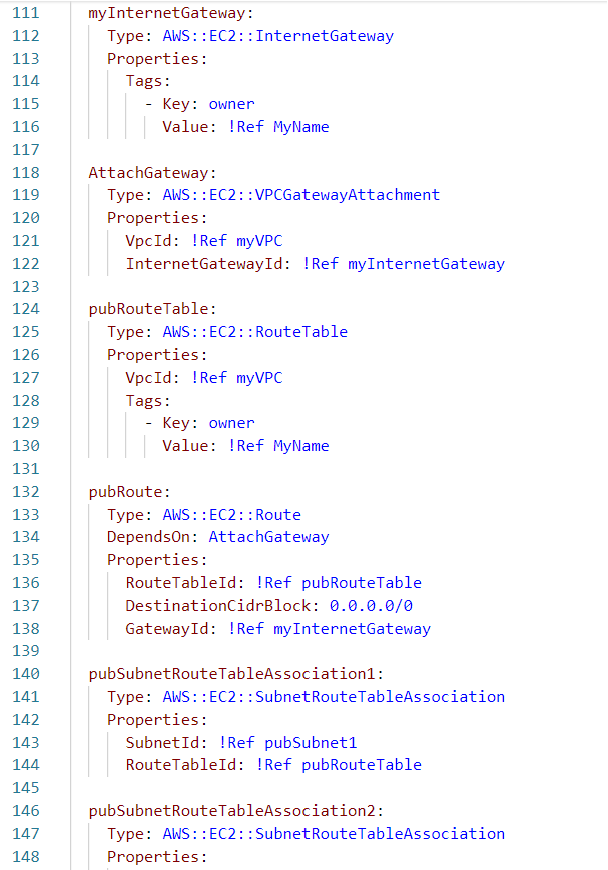 111 myInternetGateway:
112 Type: AWS::EC2::InternetGateway
113 Properties:
114 Tags:
115 - Key: owner
116 Value: !Ref MyName
117
118 AttachGateway:
119 Type: AWS::EC2::VPCGatewayAttachment
120 Properties:
121 VpcId: !Ref myVPC
122 InternetGatewayId: !Ref myInternetGateway
123
124 pubRouteTable:
125 Type: AWS::EC2::RouteTable
126 Properties:
127 VpcId: !Ref myVPC
128 Tags:
129 - Key: owner
130 Value: !Ref MyName
131
132 pubRoute:
133 Type: AWS::EC2::Route
134 DependsOn: AttachGateway
135 Properties:
136 RouteTableId: !Ref pubRouteTable
137 DestinationCidrBlock: 0.0.0.0/0
138 GatewayId: !Ref myInternetGateway
139
140 pubSubnetRouteTableAssociation1:
141 Type: AWS::EC2::SubnetRouteTableAssociation
142 Properties:
143 SubnetId: !Ref pubSubnet1
144 RouteTableId: !Ref pubRouteTable
145
146 pubSubnetRouteTableAssociation2:
147 Type: AWS::EC2::SubnetRouteTableAssociation
148 Properties: